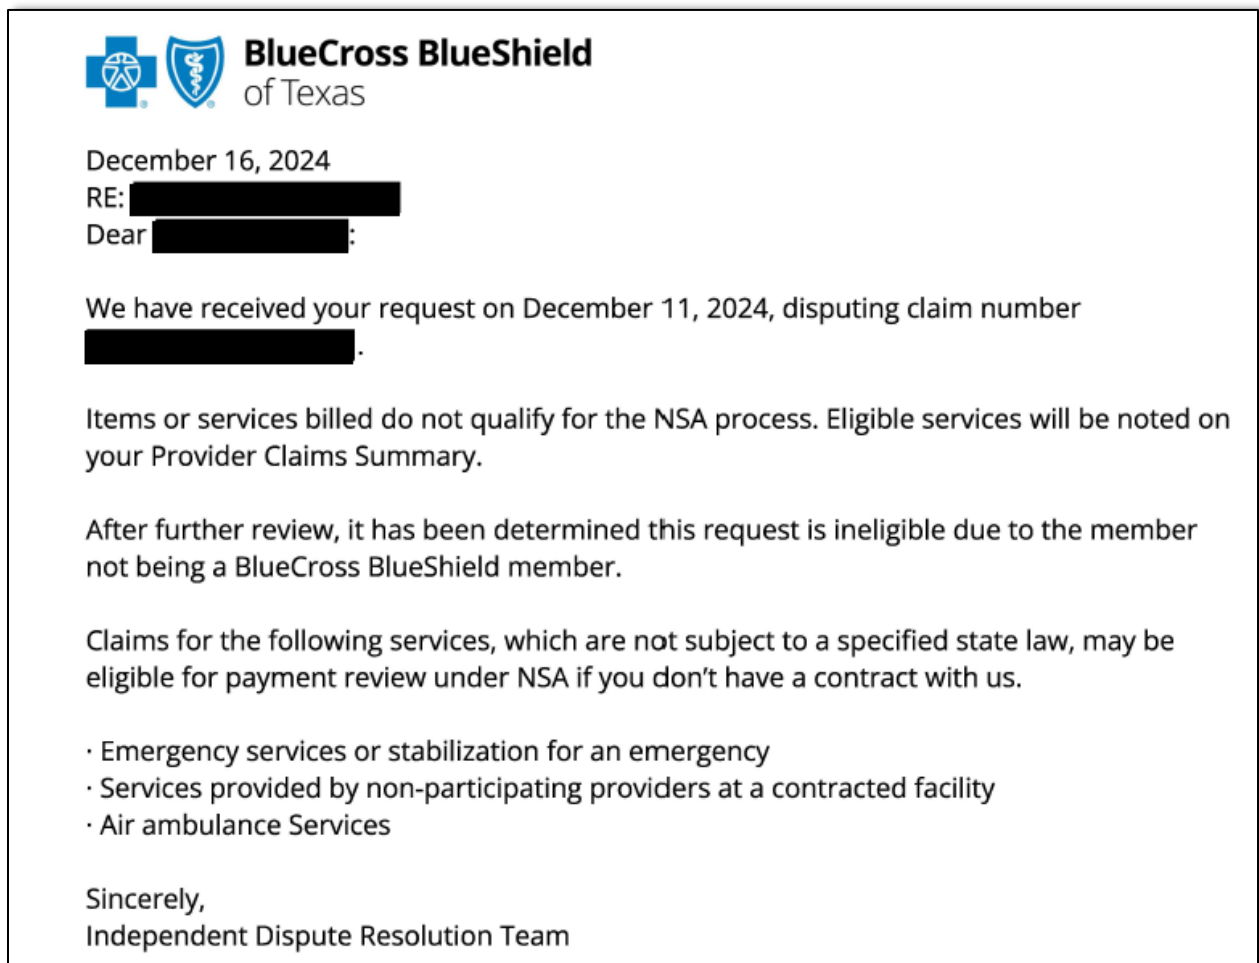 BlueCross BlueShield
of Texas
December 16, 2024
RE:
Dear :
We have received your request on December 11, 2024, disputing claim number
.
Items or services billed do not qualify for the NSA process. Eligible services will be noted on
your Provider Claims Summary.
After further review, it has been determined this request is ineligible due to the member
not being a BlueCross BlueShield member.
Claims for the following services, which are not subject to a specified state law, may be
eligible for payment review under NSA if you don’t have a contract with us.
· Emergency services or stabilization for an emergency
· Services provided by non-participating providers at a contracted facility
· Air ambulance Services
Sincerely,
Independent Dispute Resolution Team